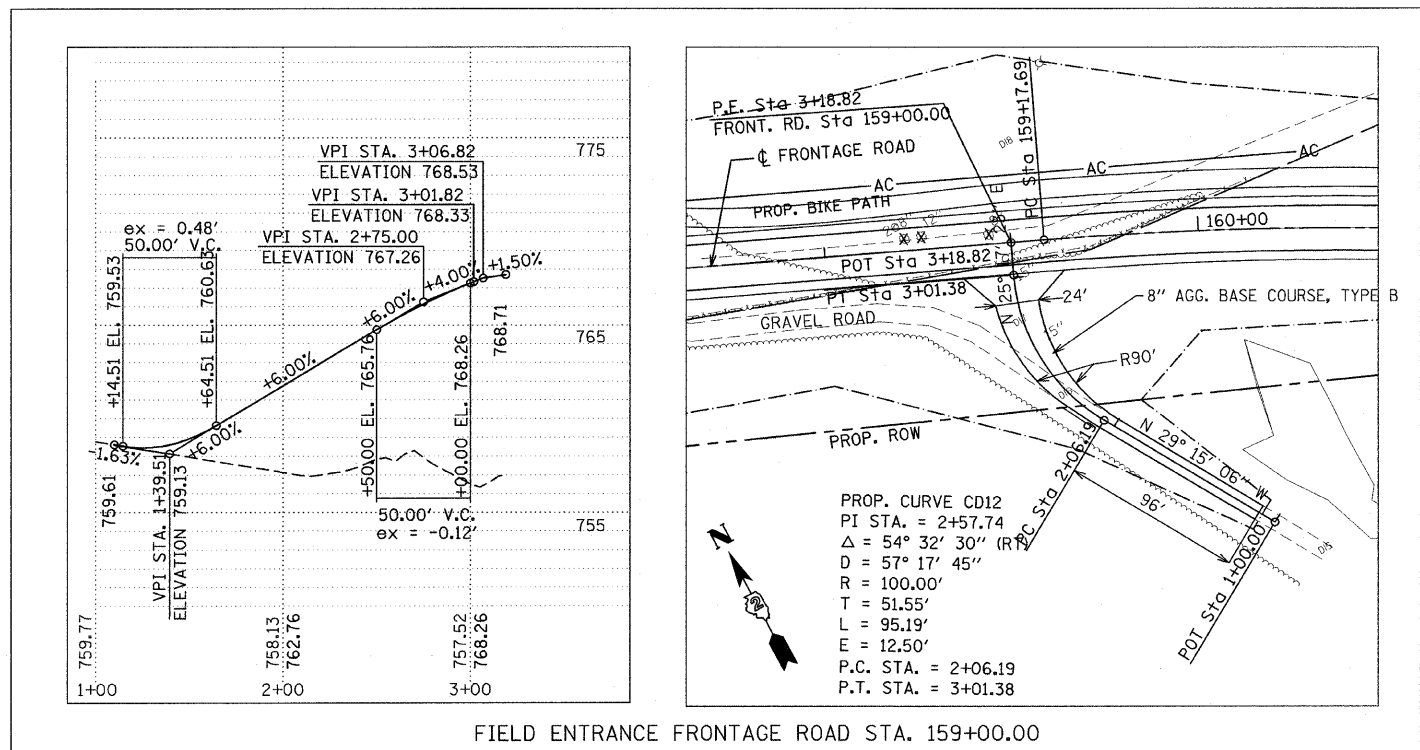 775
VPI STA. 3+06.82
ELEVATION 768.53
VPI STA. 3+01.82
ELEVATION 768.33
ex = 0.48'
50.00' V.C.
VPI STA. 2+75.00
ELEVATION 767.26
+14.51 EL. 759.53
+64.51 EL. 760.63
+6.00%
+4.00%
+1.50%
+6.00%
765
768.71
+50.00 EL. 765.76
+00.00 EL. 768.26
1.63%
+6.00%
759.61
VPI STA. 1+39.51
ELEVATION 759.13
50.00' V.C.
ex = -0.12'
755
759.77
758.13
762.76
757.52
768.26
1+00
2+00
3+00
P.E. Sta 3+18.82
FRONT. RD. Sta 159+00.00
℄ FRONTAGE ROAD
PC Sta 159+17.69
D18
AC
AC
AC
PROP. BIKE PATH
12"
160+00
POT Sta 3+18.82
PT Sta 3+01.38
24'
8" AGG. BASE COURSE, TYPE B
GRAVEL ROAD
15"
R90'
PROP. ROW
N 29° 15' 06" W
PC Sta 2+06.19
96'
POT Sta 1+00.00
PROP. CURVE CD12
PI STA. = 2+57.74
Δ = 54° 32' 30" (RT)
D = 57° 17' 45"
R = 100.00'
T = 51.55'
L = 95.19'
E = 12.50'
P.C. STA. = 2+06.19
P.T. STA. = 3+01.38
N
2
FIELD ENTRANCE FRONTAGE ROAD STA. 159+00.00